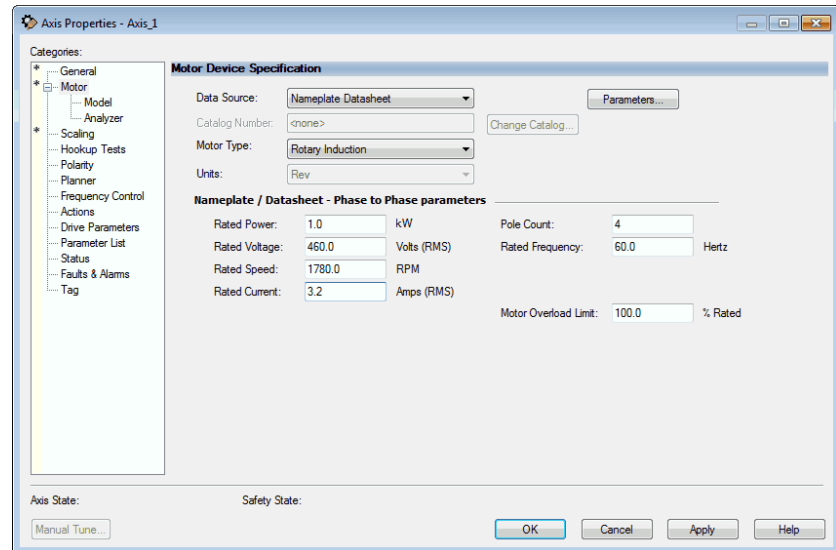 Axis Properties - Axis_1
Categories:
* General
* Motor
Model
Analyzer
* Scaling
Hookup Tests
Polarity
Planner
Frequency Control
Actions
Drive Parameters
Parameter List
Status
Faults & Alarms
Tag
Motor Device Specification
Data Source: Nameplate Datasheet Parameters...
Catalog Number: <none> Change Catalog...
Motor Type: Rotary Induction
Units: Rev
Nameplate / Datasheet - Phase to Phase parameters
Rated Power: 1.0 kW Pole Count: 4
Rated Voltage: 460.0 Volts (RMS) Rated Frequency: 60.0 Hertz
Rated Speed: 1780.0 RPM
Rated Current: 3.2 Amps (RMS)
Motor Overload Limit: 100.0 % Rated
Axis State: Safety State:
Manual Tune... OK Cancel Apply Help